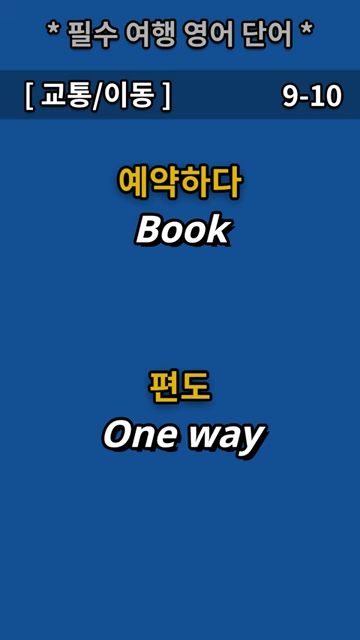 * 필수 여행 영어 단어 *
[ 교통/이동 ] 9-10
예약하다
Book
편도
One way